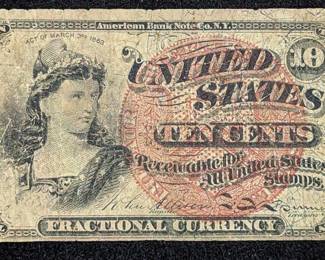 American Bank Note Co. N.Y.
ACT OF MARCH 3RD 1863.
10
UNITED
STATES
TEN CENTS
Receivable for
All United States
Stamps
FRACTIONAL CURRENCY